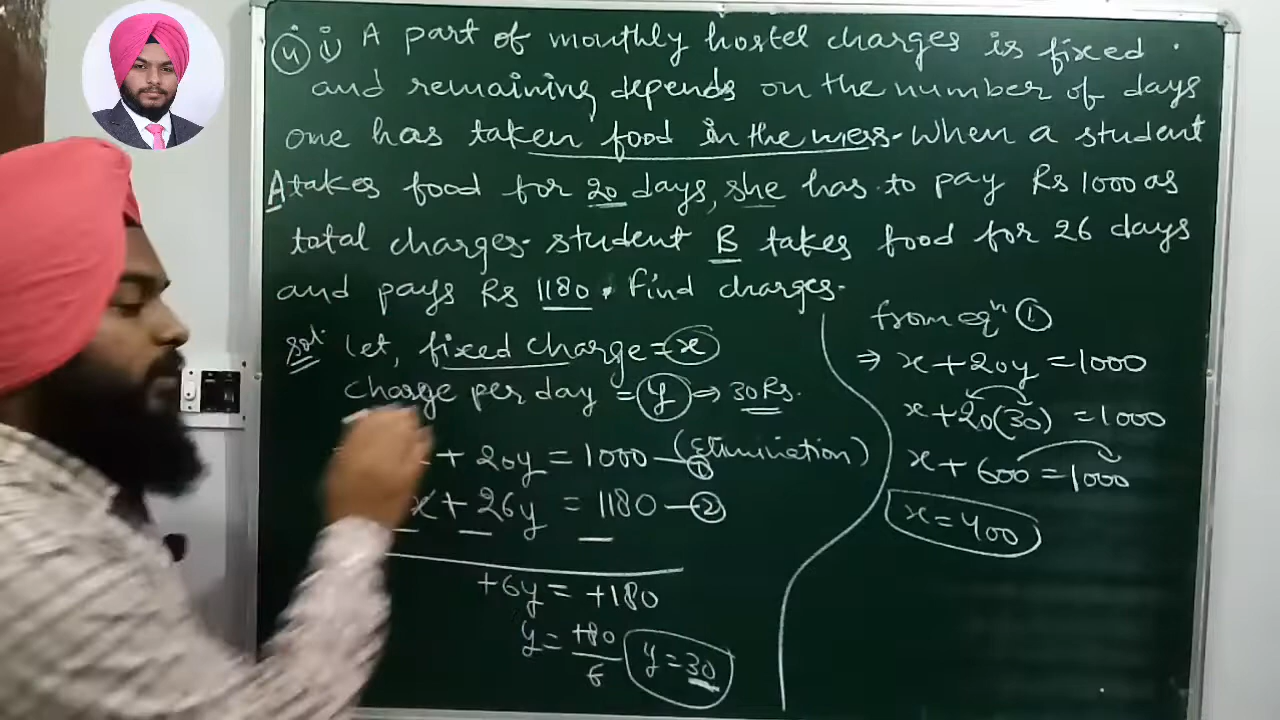 (4) (i) A part of monthly hostel charges is fixed.
and remaining depends on the number of days
one has taken food in the mess. When a student
A takes food for 20 days, she has to pay Rs 1000 as
total charges. student B takes food for 26 days
and pays Rs 1180. Find charges.
Sol: Let, fixed charge = x
charge per day = y ⇒ 30 Rs.
x + 20y = 1000 — ① (Elimination)
x + 26y = 1180 — ②
+6y = +180
y = +180/6 y = 30
from eqn ①
⇒ x + 20y = 1000
x + 20(30) = 1000
x + 600 = 1000
x = 400